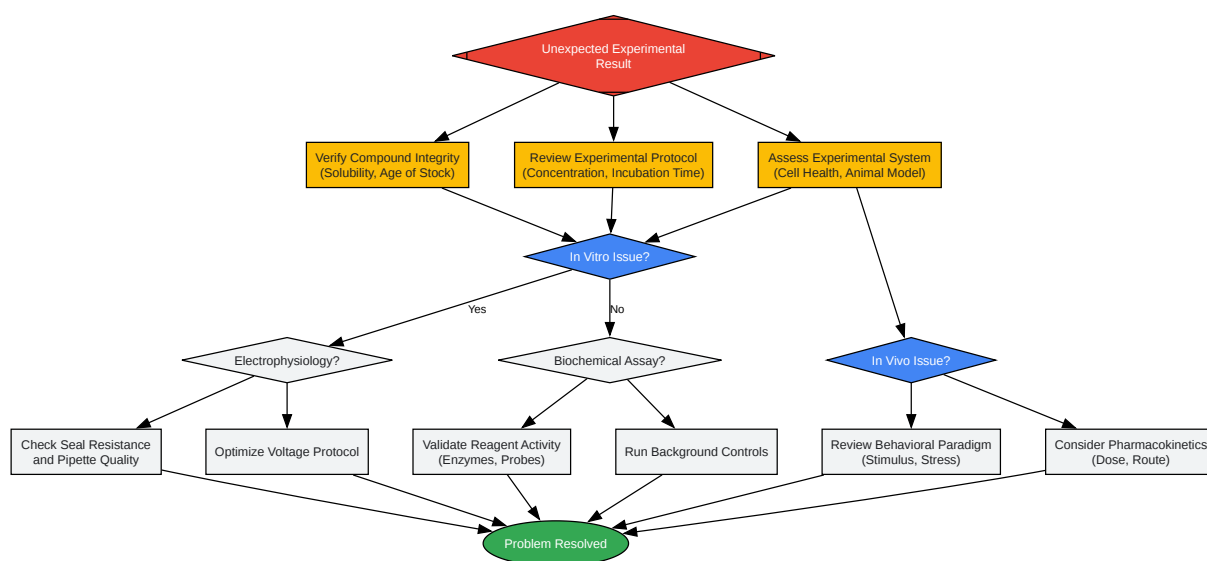 Unexpected Experimental
Result
Verify Compound Integrity
(Solubility, Age of Stock)
Review Experimental Protocol
(Concentration, Incubation Time)
Assess Experimental System
(Cell Health, Animal Model)
In Vitro Issue?
Yes
No
Electrophysiology?
Biochemical Assay?
In Vivo Issue?
Check Seal Resistance
and Pipette Quality
Optimize Voltage Protocol
Validate Reagent Activity
(Enzymes, Probes)
Run Background Controls
Review Behavioral Paradigm
(Stimulus, Stress)
Consider Pharmacokinetics
(Dose, Route)
Problem Resolved